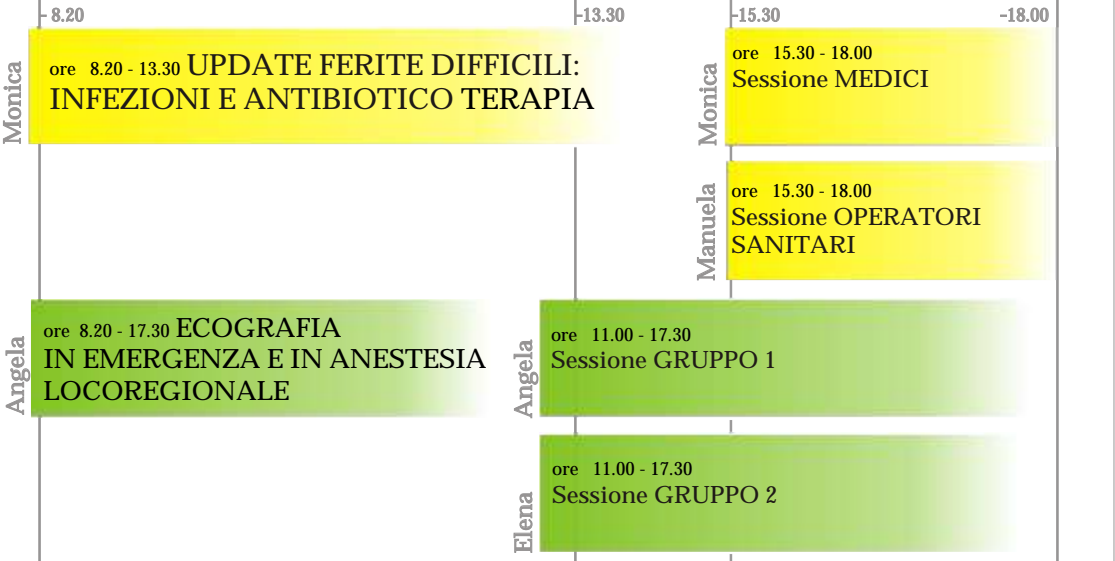 - 8.20
-13.30
-15.30
-18.00
Monica
ore 8.20 - 13.30 UPDATE FERITE DIFFICILI:
INFEZIONI E ANTIBIOTICO TERAPIA
Monica
ore 15.30 - 18.00
Sessione MEDICI
Manuela
ore 15.30 - 18.00
Sessione OPERATORI
SANITARI
Angela
ore 8.20 - 17.30 ECOGRAFIA
IN EMERGENZA E IN ANESTESIA
LOCOREGIONALE
Angela
ore 11.00 - 17.30
Sessione GRUPPO 1
Elena
ore 11.00 - 17.30
Sessione GRUPPO 2